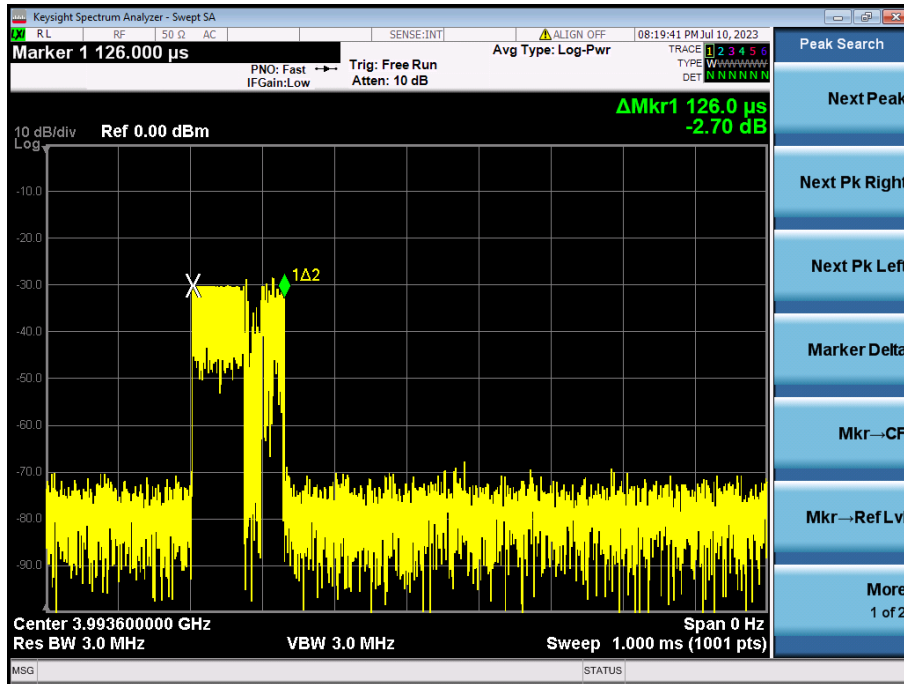 Keysight Spectrum Analyzer - Swept SA
LXI RL RF 50 Ω AC SENSE:INT ALIGN OFF 08:19:41 PM Jul 10, 2023
Marker 1 126.000 µs
PNO: Fast
IFGain:Low
Trig: Free Run
Atten: 10 dB
Avg Type: Log-Pwr
TRACE 1 2 3 4 5 6
TYPE WWWWWW
DET N N N N N N
ΔMkr1 126.0 µs
-2.70 dB
10 dB/div Ref 0.00 dBm
Log
-10.0
-20.0
-30.0
-40.0
-50.0
-60.0
-70.0
-80.0
-90.0
1Δ2
Center 3.993600000 GHz
Span 0 Hz
Res BW 3.0 MHz
VBW 3.0 MHz
Sweep 1.000 ms (1001 pts)
MSG
STATUS
Peak Search
Next Peak
Next Pk Right
Next Pk Left
Marker Delta
Mkr→CF
Mkr→Ref Lvl
More
1 of 2